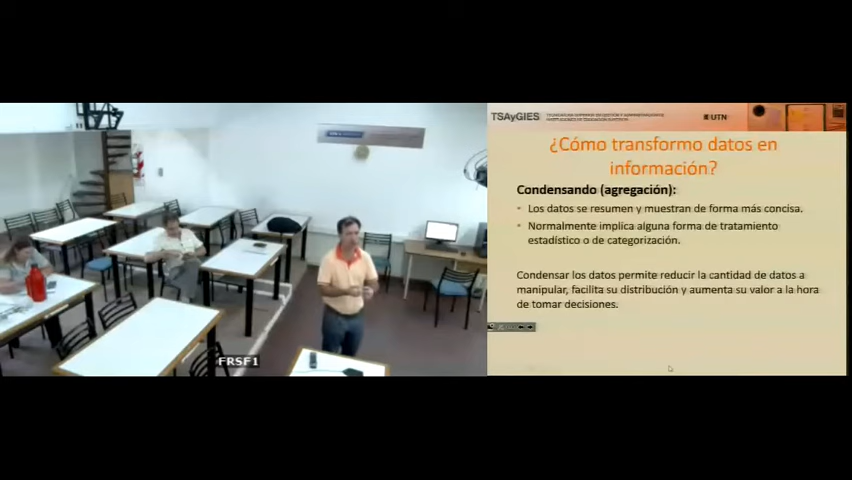 TSAyGIES
UTN
¿Cómo transformo datos en
información?
Condensando (agregación):
• Los datos se resumen y muestran de forma más concisa.
• Normalmente implica alguna forma de tratamiento
estadístico o de categorización.
Condensar los datos permite reducir la cantidad de datos a
manipular, facilita su distribución y aumenta su valor a la hora
de tomar decisiones.
FRSF1